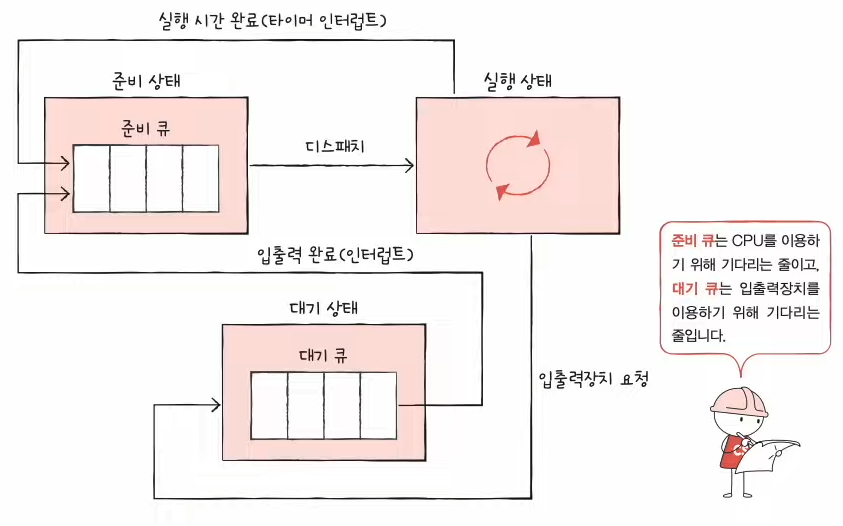 실행 시간 완료(타이머 인터럽트)
준비 상태
실행 상태
준비 큐
디스패치
입출력 완료(인터럽트)
대기 상태
대기 큐
입출력장치 요청
준비 큐는 CPU를 이용하
기 위해 기다리는 줄이고,
대기 큐는 입출력장치를
이용하기 위해 기다리는
줄입니다.